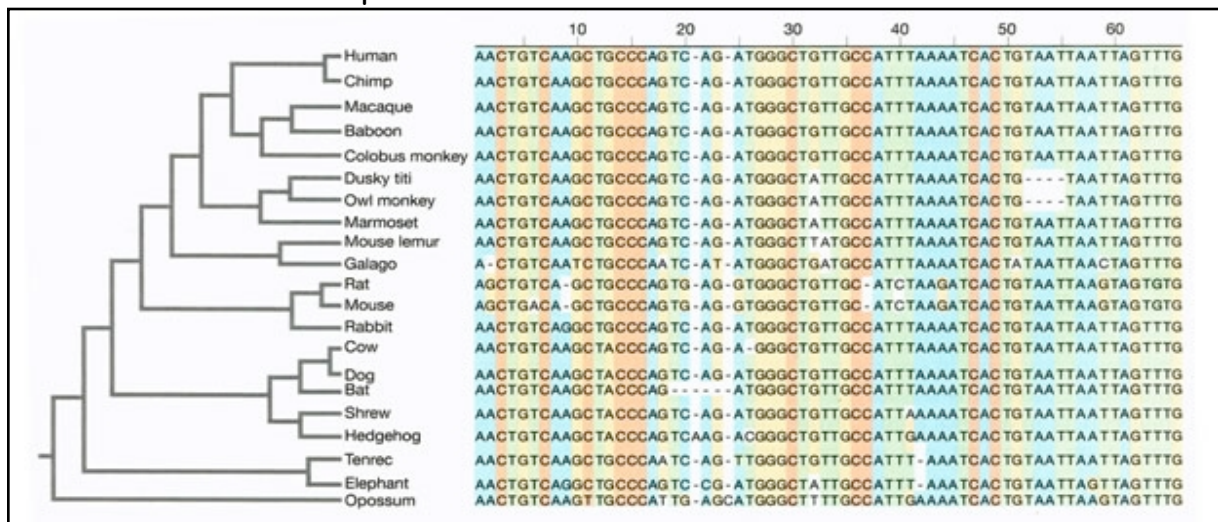 10 20 30 40 50 60
Human AACTGTCAAGCTGCCCAGTC-AG-ATGGGCTGTTGCCATTTAAAATCACTGTAATTAATTAGTTTG
Chimp AACTGTCAAGCTGCCCAGTC-AG-ATGGGCTGTTGCCATTTAAAATCACTGTAATTAATTAGTTTG
Macaque AACTGTCAAGCTGCCCAGTC-AG-ATGGGCTGTTGCCATTTAAAATCACTGTAATTAATTAGTTTG
Baboon AACTGTCAAGCTGCCCAGTC-AG-ATGGGCTGTTGCCATTTAAAATCACTGTAATTAATTAGTTTG
Colobus monkey AACTGTCAAGCTGCCCAGTC-AG-ATGGGCTGTTGCCATTTAAAATCACTGTAATTAATTAGTTTG
Dusky titi AACTGTCAAGCTGCCCAGTC-AG-ATGGGCTATTGCCATTTAAAATCACTG----TAATTAGTTTG
Owl monkey AACTGTCAAGCTGCCCAGTC-AG-ATGGGCTATTGCCATTTAAAATCACTG----TAATTAGTTTG
Marmoset AACTGTCAAGCTGCCCAGTC-AG-ATGGGCTATTGCCATTTAAAATCACTGTAATTAATTAGTTTG
Mouse lemur AACTGTCAAGCTGCCCAGTC-AG-ATGGGCTTATGCCATTTAAAATCACTGTAATTAATTAGTTTG
Galago A-CTGTCAATCTGCCCAATC-AT-ATGGGCTGATGCCATTTAAAATCACTATAATTAACTAGTTTG
Rat AGCTGTCA-GCTGCCCAGTG-AG-GTGGGCTGTTGC-ATCTAAGATCACTGTAATTAAGTAGTGTG
Mouse AGCTGACA-GCTGCCCAGTG-AG-GTGGGCTGTTGC-ATCTAAGATCACTGTAATTAAGTAGTGTG
Rabbit AACTGTCAGGCTGCCCAGTC-AG-ATGGGCTGTTGCCATTTAAAATCACTGTAATTAATTAGTTTG
Cow AACTGTCAAGCTACCCAGTC-AG-A-GGGCTGTTGCCATTTAAAATCACTGTAATTAATTAGTTTG
Dog AACTGTCAAGCTACCCAGTC-AG-ATGGGCTGTTGCCATTTAAAATCACTGTAATTAATTAGTTTG
Bat AACTGTCAAGCTACCCAG------ATGGGCTGTTGCCATTTAAAATCACTGTAATTAATTAGTTTG
Shrew AACTGTCAAGCTACCCAGTC-AG-ATGGGCTGTTGCCATTAAAAATCACTGTAATTAATTAGTTTG
Hedgehog AACTGTCAAGCTACCCAGTCAAG-ACGGGCTGTTGCCATTGAAAATCACTGTAATTAATTAGTTTG
Tenrec AACTGTCAAGCTGCCCAATC-AG-TTGGGCTGTTGCCATTT-AAATCACTGTAATTAATTAGTTTG
Elephant AACTGTCAGGCTGCCCAGTC-CG-ATGGGCTATTGCCATTT-AAATCACTGTAATTAGTTAGTTTG
Opossum AACTGTCAAGTTGCCCATTG-AGCATGGGCTTTTGCCATTGAAAATCACTGTAATTAAGTAGTTTG